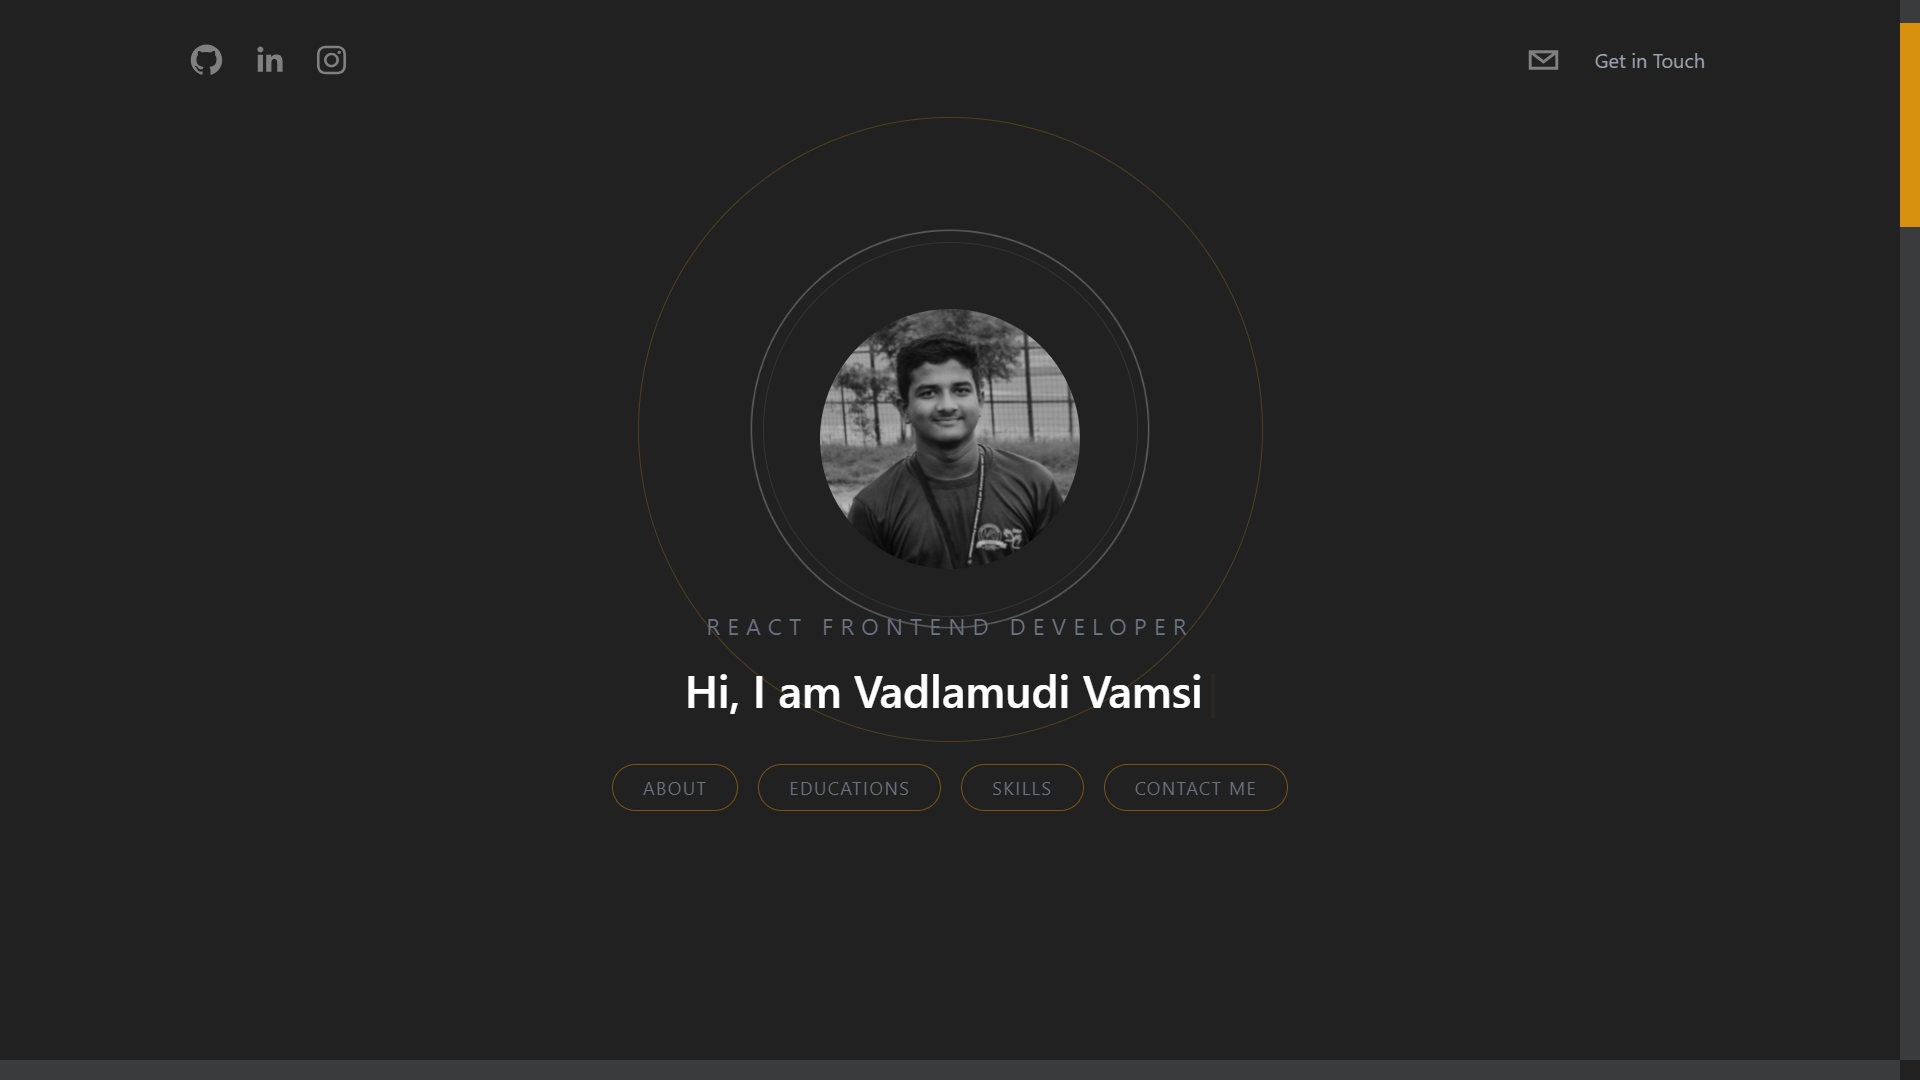 Get in Touch
REACT FRONTEND DEVELOPER
Hi, I am Vadlamudi Vamsi
ABOUT
EDUCATIONS
SKILLS
CONTACT ME